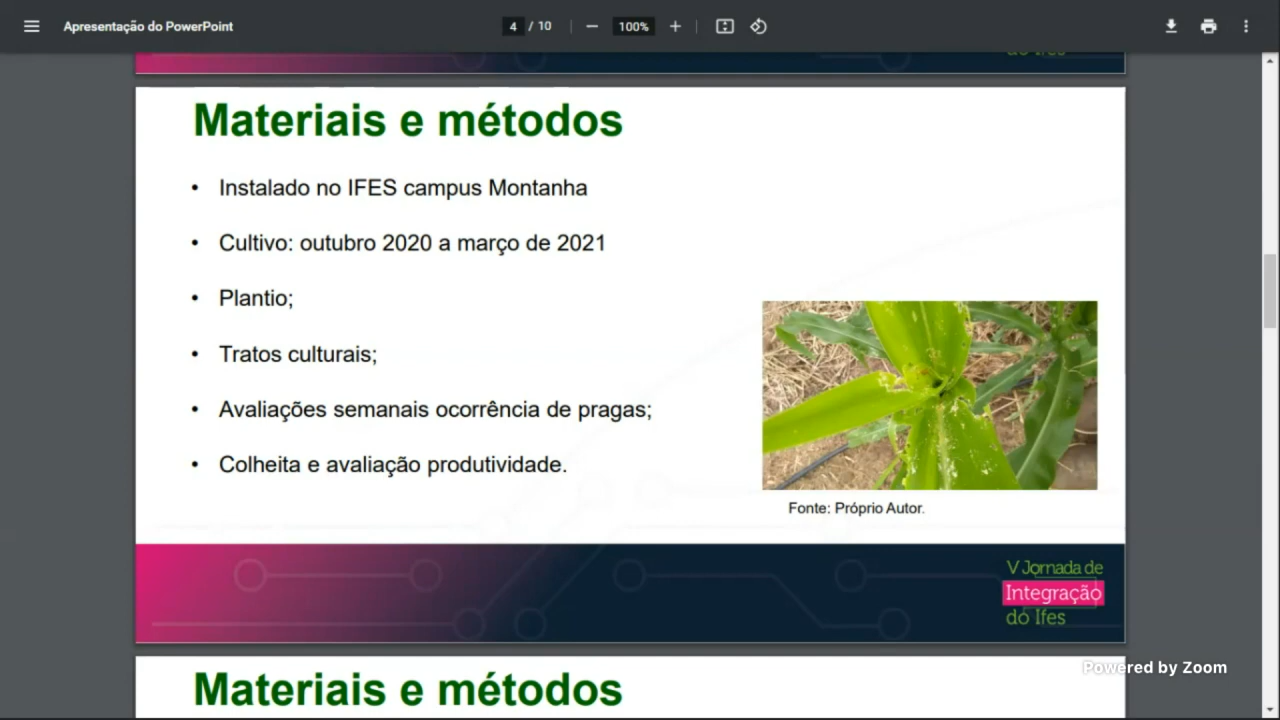 Apresentação do PowerPoint
4 / 10
100%
do Ifes
Materiais e métodos
• Instalado no IFES campus Montanha
• Cultivo: outubro 2020 a março de 2021
• Plantio;
• Tratos culturais;
• Avaliações semanais ocorrência de pragas;
• Colheita e avaliação produtividade.
Fonte: Próprio Autor.
V Jornada de
Integração
do Ifes
Materiais e métodos
Powered by Zoom